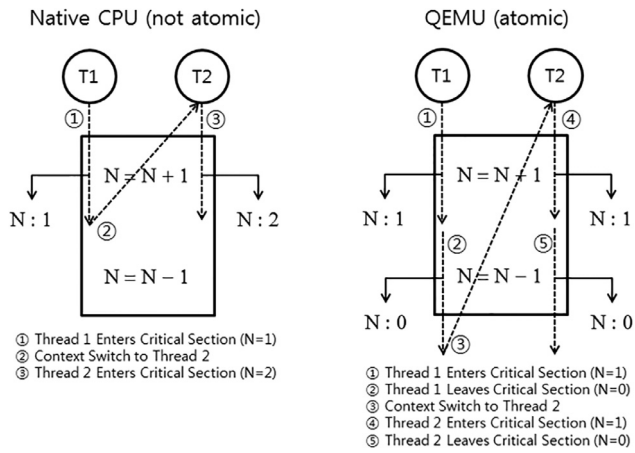 Native CPU (not atomic)
T1
T2
①
③
N = N + 1
N : 1
②
N : 2
N = N − 1
① Thread 1 Enters Critical Section (N=1)
② Context Switch to Thread 2
③ Thread 2 Enters Critical Section (N=2)
QEMU (atomic)
T1
T2
①
④
N = N + 1
N : 1
N : 1
②
⑤
N = N − 1
N : 0
N : 0
③
① Thread 1 Enters Critical Section (N=1)
② Thread 1 Leaves Critical Section (N=0)
③ Context Switch to Thread 2
④ Thread 2 Enters Critical Section (N=1)
⑤ Thread 2 Leaves Critical Section (N=0)